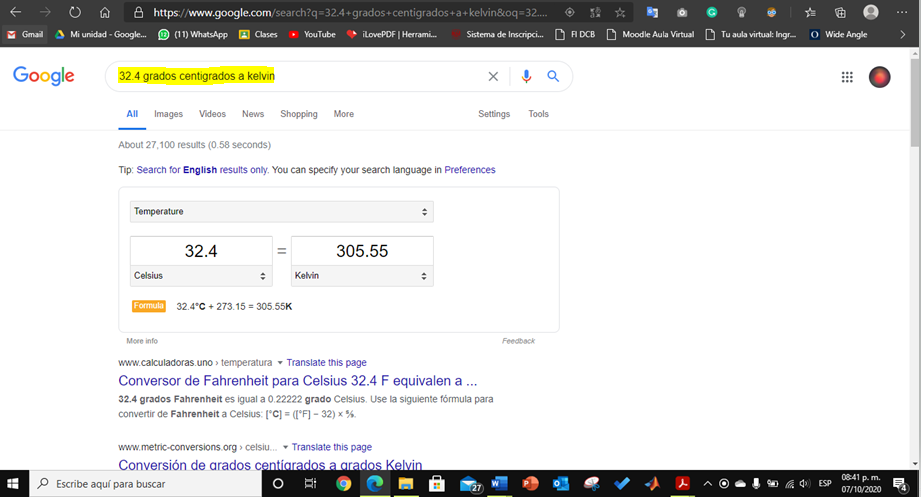 https://www.google.com/search?q=32.4+grados+centigrados+a+kelvin&oq=32....
Gmail
Mi unidad - Google...
(11) WhatsApp
Clases
YouTube
iLovePDF | Herrami...
Sistema de Inscripci...
FI DCB
Moodle Aula Virtual
Tu aula virtual: Ingr...
Wide Angle
Google
32.4 grados centigrados a kelvin
All Images Videos News Shopping More Settings Tools
About 27,100 results (0.58 seconds)
Tip: Search for English results only. You can specify your search language in Preferences
Temperature
32.4 = 305.55
Celsius Kelvin
Formula 32.4°C + 273.15 = 305.55K
More info Feedback
www.calculadoras.uno › temperatura Translate this page
Conversor de Fahrenheit para Celsius 32.4 F equivalen a ...
32.4 grados Fahrenheit es igual a 0.22222 grado Celsius. Use la siguiente fórmula para
convertir de Fahrenheit a Celsius: [°C] = ([°F] − 32) × ⁵⁄₉.
www.metric-conversions.org › celsiu... Translate this page
Conversión de grados centígrados a grados Kelvin
Escribe aquí para buscar
27
ESP
08:41 p. m.
07/10/2020
4